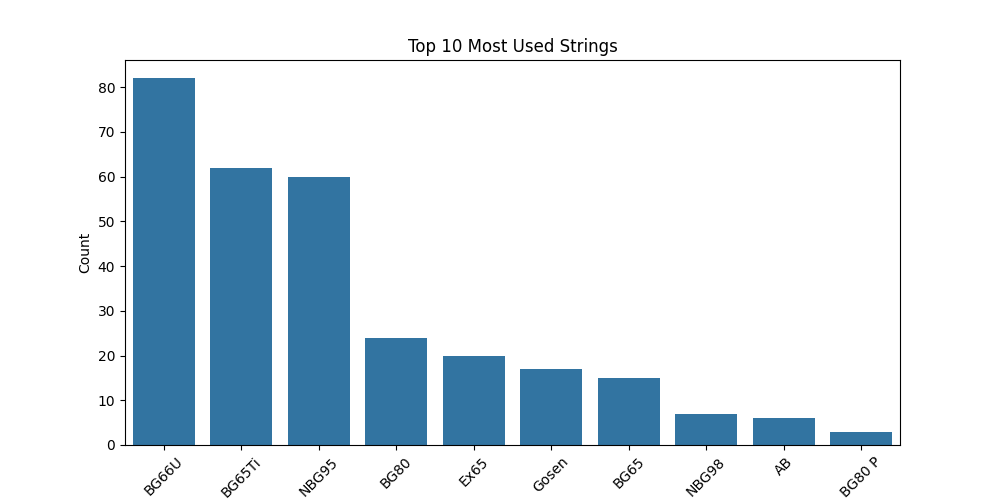 Top 10 Most Used Strings
Count
80
70
60
50
40
30
20
10
0
BG66U
BG65Ti
NBG95
BG80
Ex65
Gosen
BG65
NBG98
AB
BG80 P